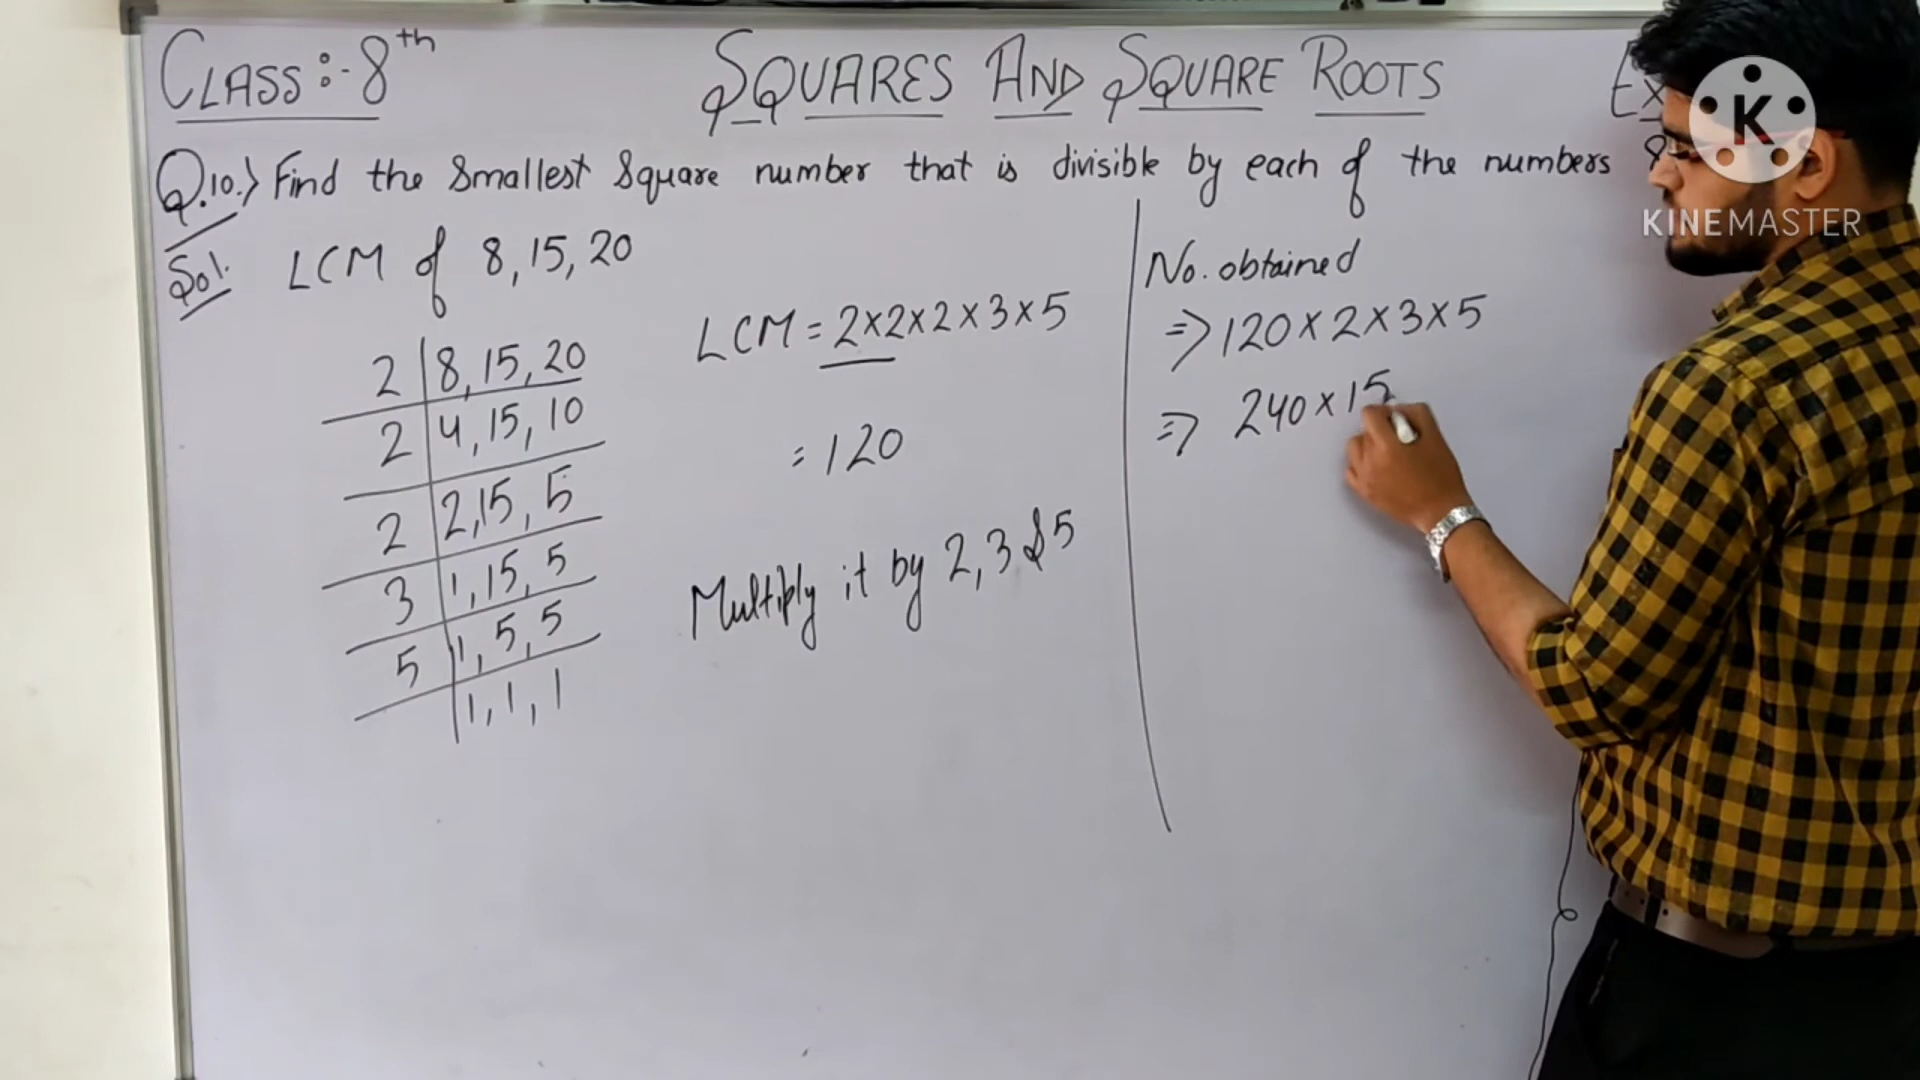 CLASS:-8th
SQUARES AND SQUARE ROOTS
Ex
Q.10.) Find the smallest square number that is divisible by each of the numbers 8
Sol. LCM of 8, 15, 20
2 | 8, 15, 20
2 | 4, 15, 10
2 | 2, 15, 5
3 | 1, 15, 5
5 | 1, 5, 5
1, 1, 1
LCM = 2×2×2×3×5
= 120
Multiply it by 2, 3 & 5
No. obtained
=> 120×2×3×5
=> 240×15
K
KINEMASTER